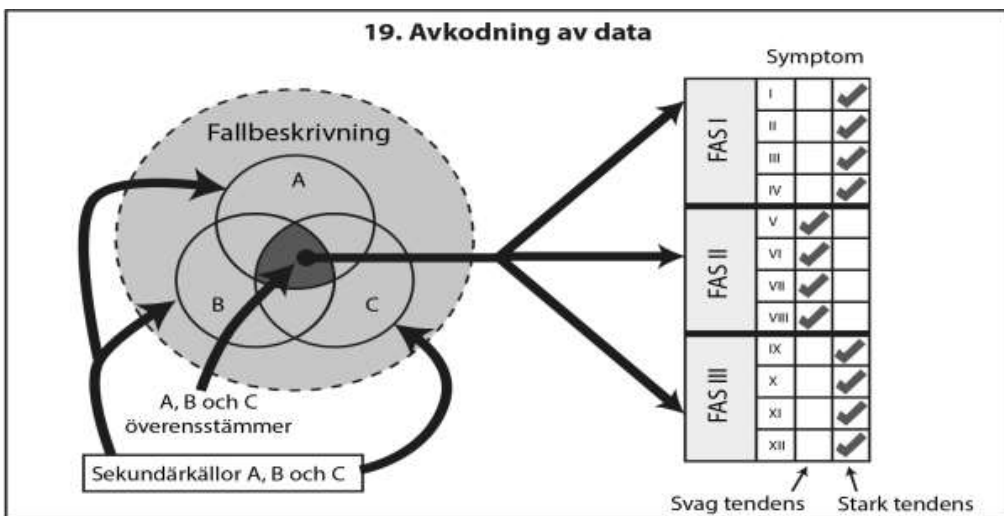 19. Avkodning av data
Symptom
Fallbeskrivning
A
B
C
A, B och C
överensstämmer
Sekundärkällor A, B och C
FAS I
I
II
III
IV
FAS II
V
VI
VII
VIII
FAS III
IX
X
XI
XII
Svag tendens
Stark tendens